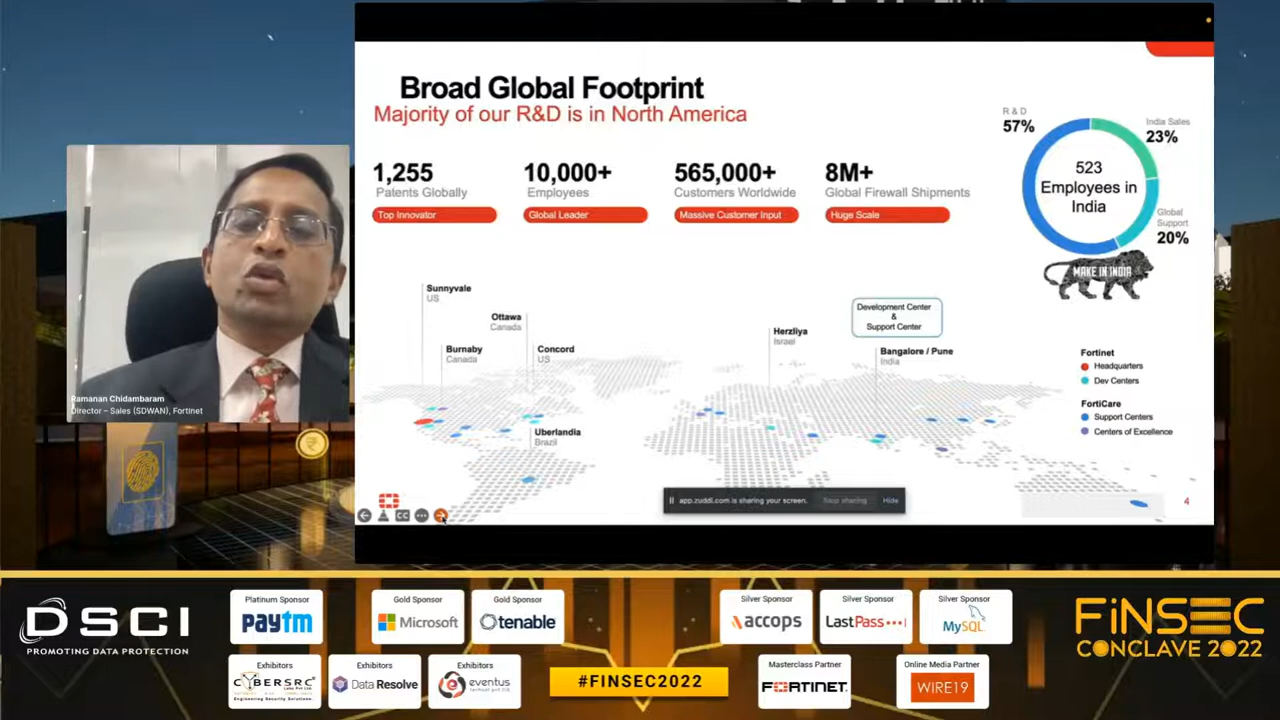 Broad Global Footprint
Majority of our R&D is in North America
1,255
Patents Globally
Top Innovator
10,000+
Employees
Global Leader
565,000+
Customers Worldwide
Massive Customer Input
8M+
Global Firewall Shipments
Huge Scale
R & D
57%
India Sales
23%
523
Employees in
India
Global
Support
20%
MAKE IN INDIA
Sunnyvale
US
Ottawa
Canada
Burnaby
Canada
Concord
US
Uberlandia
Brazil
Herzliya
Israel
Development Center
&
Support Center
Bangalore / Pune
India
Fortinet
Headquarters
Dev Centers
FortiCare
Support Centers
Centers of Excellence
app.zuddl.com is sharing your screen.
Stop sharing
Hide
CC
4
Ramanan Chidambaram
Director – Sales (SDWAN), Fortinet
DSCI
PROMOTING DATA PROTECTION
Platinum Sponsor
paytm
Gold Sponsor
Microsoft
Gold Sponsor
tenable
Silver Sponsor
accops
Silver Sponsor
LastPass
Silver Sponsor
MySQL
Exhibitors
CYBERSRC
Labs Pvt Ltd.
Engineering Security Solutions
Exhibitors
Data Resolve
Exhibitors
eventus
#FINSEC2022
Masterclass Partner
FORTINET
Online Media Partner
WIRE19
FINSEC
CONCLAVE 2022